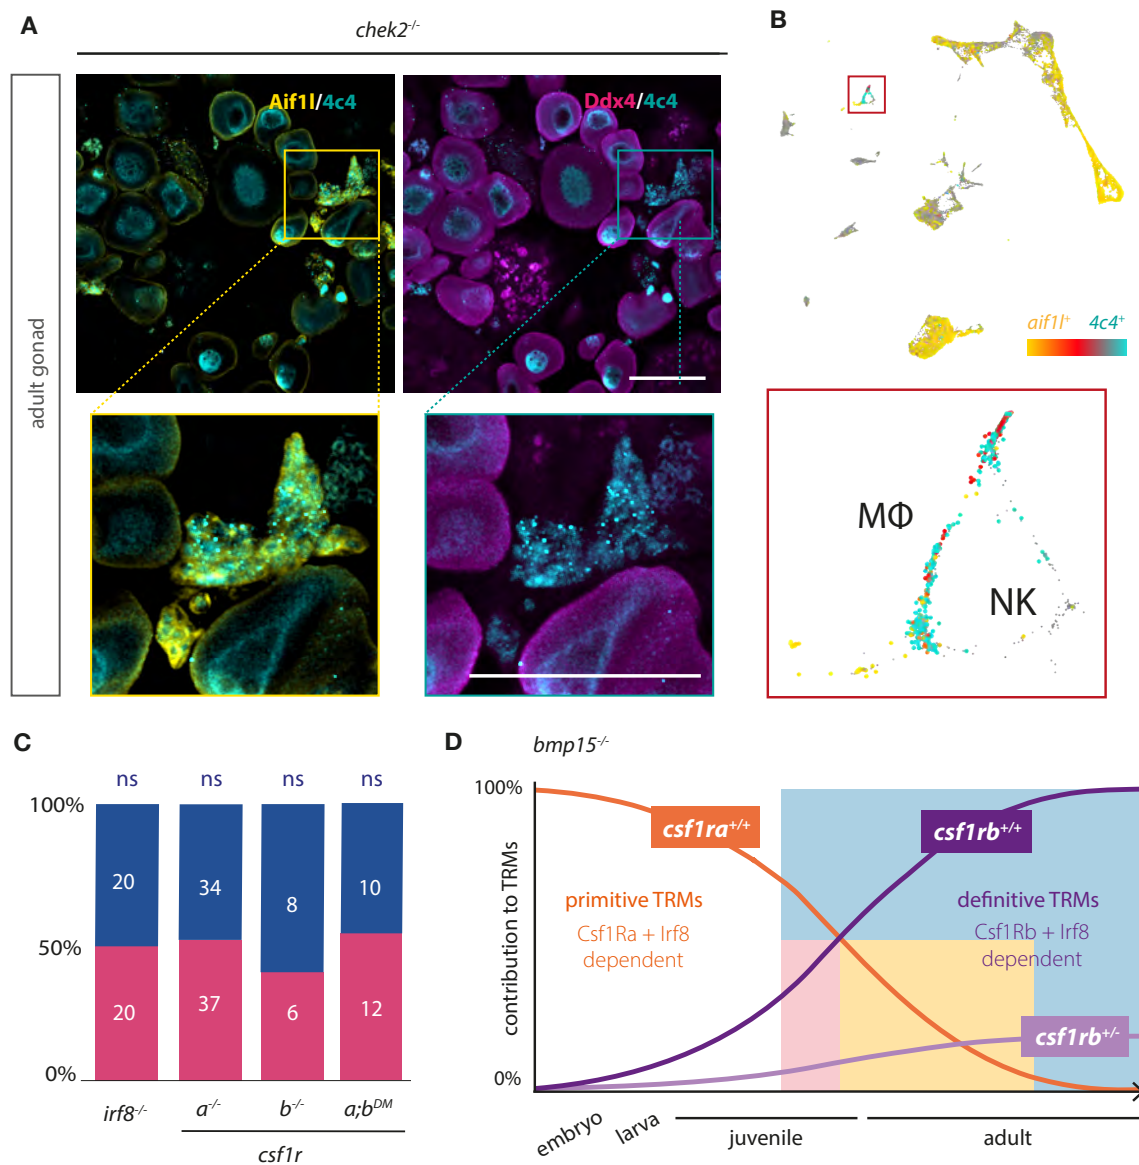 A
chek2-/-
adult gonad
Aif1l/4c4
Ddx4/4c4
B
aif1l+ 4c4+
MΦ
NK
C
ns ns ns ns
100%
50%
0%
20 34 8 10
20 37 6 12
irf8-/- a-/- b-/- a;bDM
csf1r
D
bmp15-/-
100%
0%
contribution to TRMs
csf1ra+/+
csf1rb+/+
primitive TRMs
Csf1Ra + Irf8
dependent
definitive TRMs
Csf1Rb + Irf8
dependent
csf1rb+/-
embryo larva juvenile adult